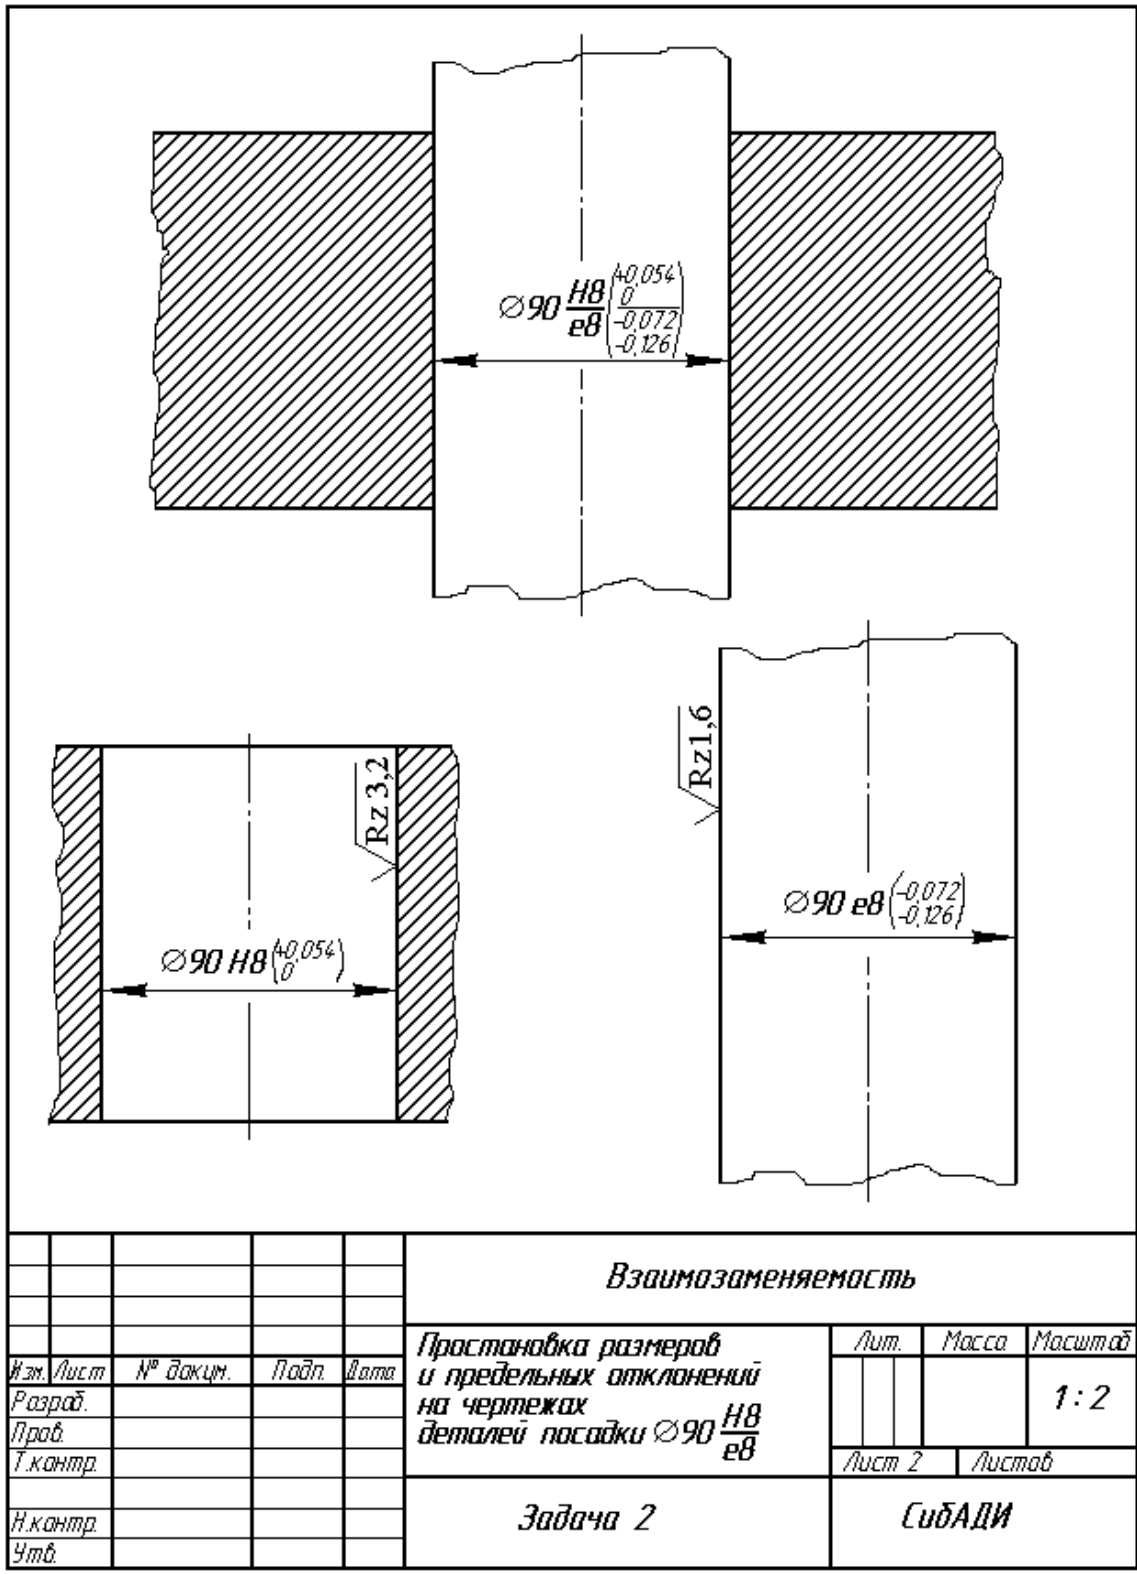 ⌀90 H8/e8 (+0,054 0 / -0,072 -0,126)
Rz 3,2
⌀90 H8 (+0,054 0)
Rz1,6
⌀90 e8 (-0,072 -0,126)
Взаимозаменяемость
Простановка размеров
и предельных отклонений
на чертежах
деталей посадки ⌀90 H8/e8
Лит. Масса Масштаб
1:2
Лист 2 Листов
Изм. Лист № докум. Подп. Дата
Разраб.
Пров.
Т.контр.
Н.контр.
Утв.
Задача 2
СибАДИ